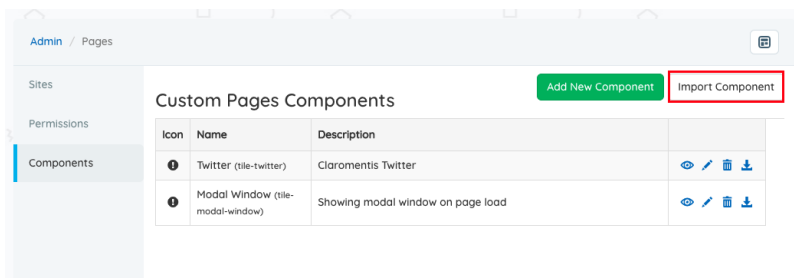 Admin / Pages
Sites
Permissions
Components
Custom Pages Components
Add New Component
Import Component
Icon Name Description
Twitter (tile-twitter) Claromentis Twitter
Modal Window (tile-
modal-window) Showing modal window on page load